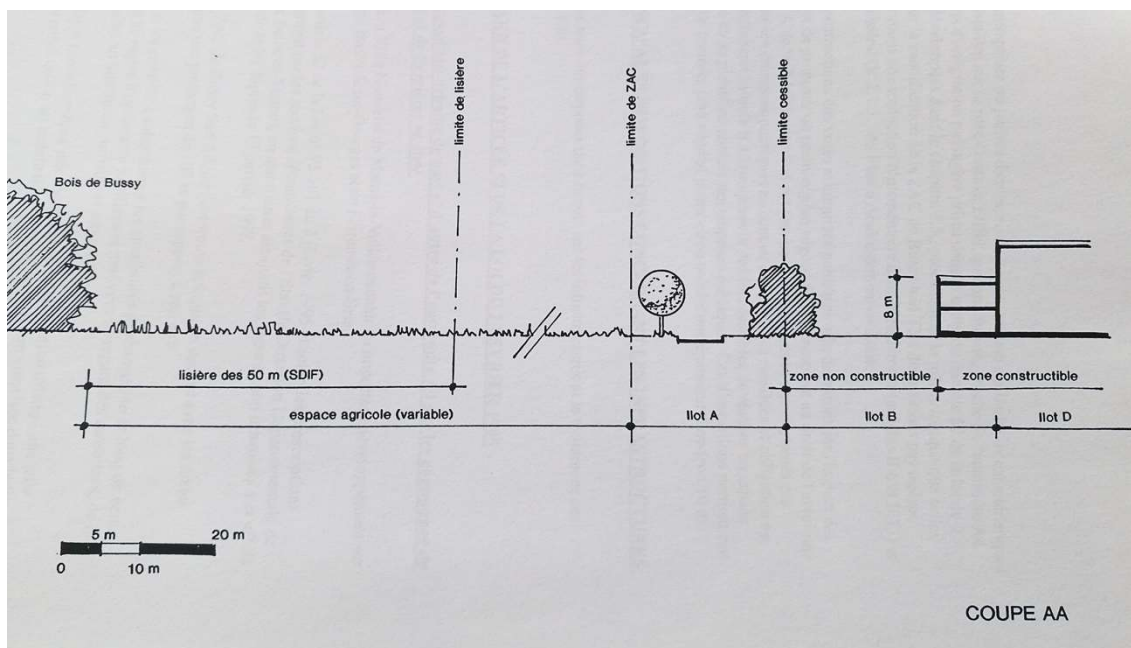 limite de lisière
limite de ZAC
limite cessible
Bois de Bussy
8 m
lisière des 50 m (SDIF)
zone non constructible
zone constructible
espace agricole (variable)
Ilot A
Ilot B
Ilot D
5 m
20 m
0
10 m
COUPE AA